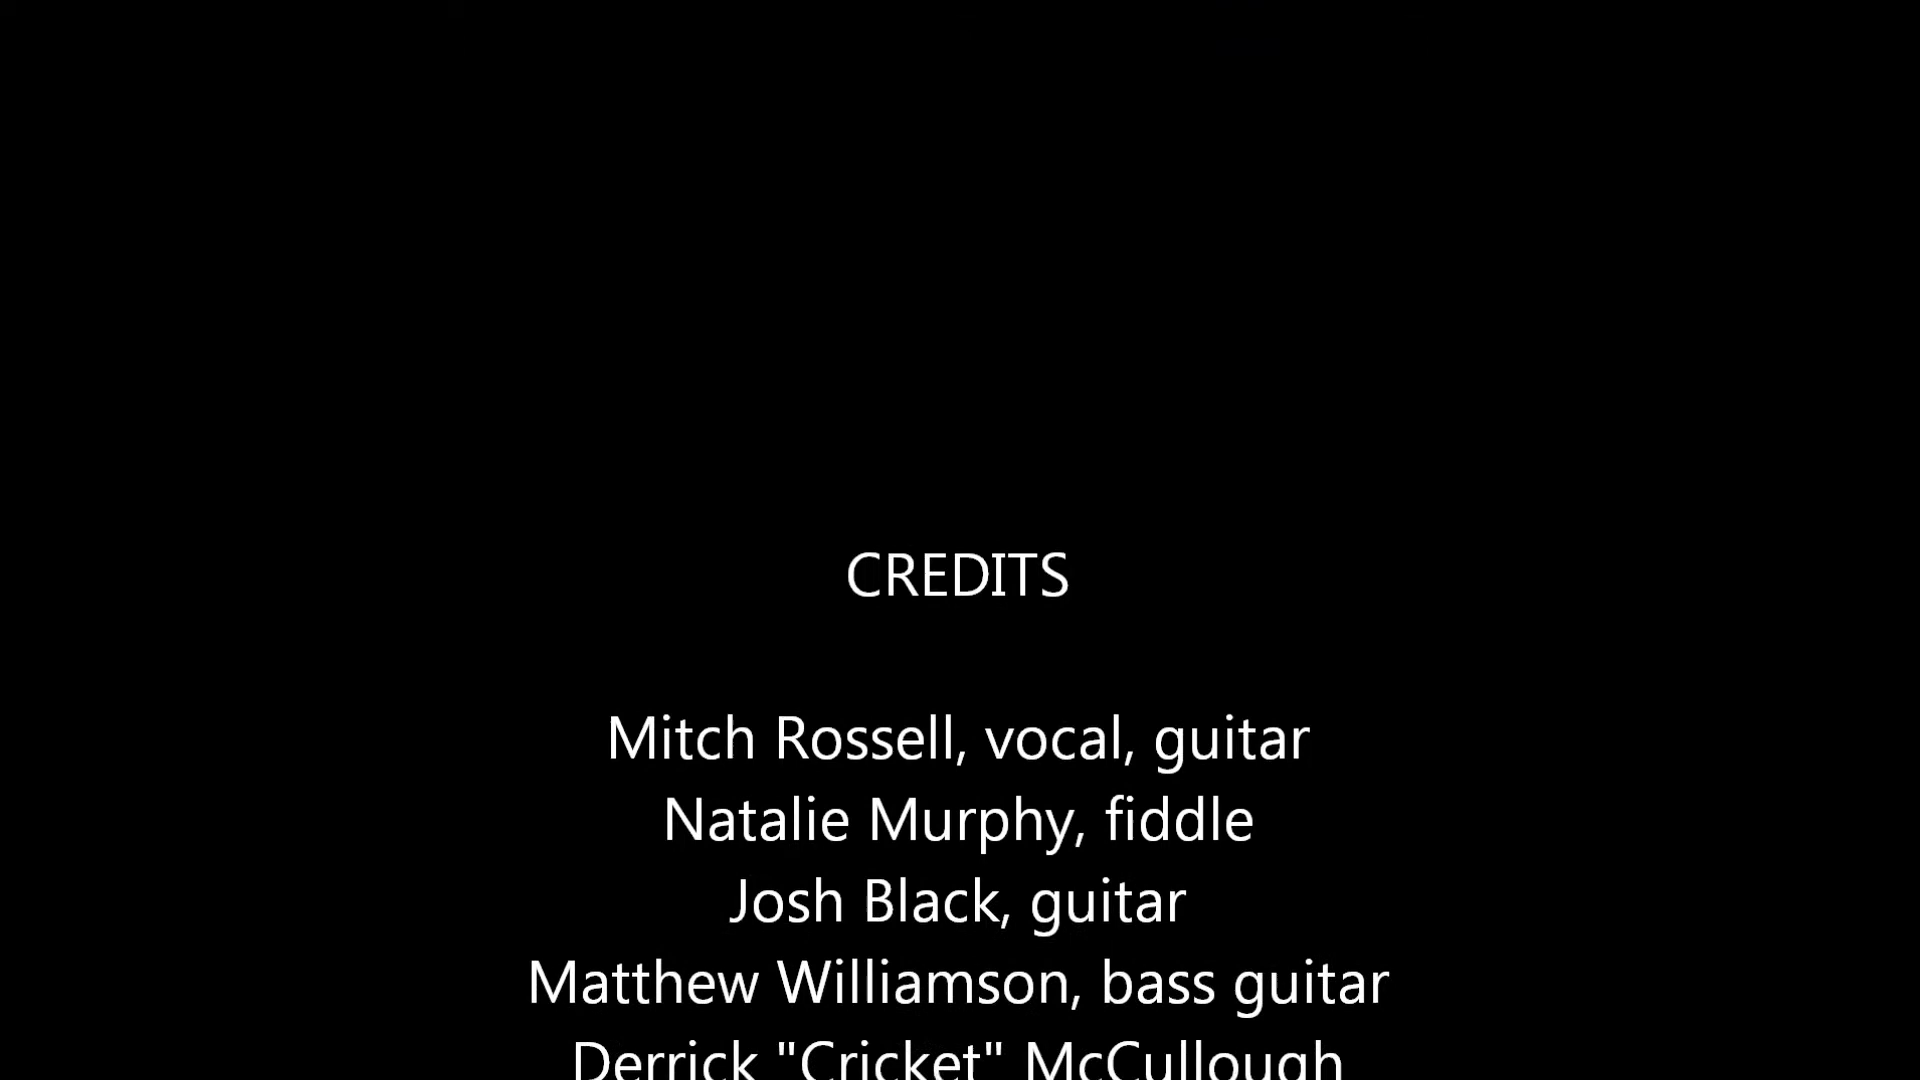 CREDITS
Mitch Rossell, vocal, guitar
Natalie Murphy, fiddle
Josh Black, guitar
Matthew Williamson, bass guitar
Derrick "Cricket" McCullough